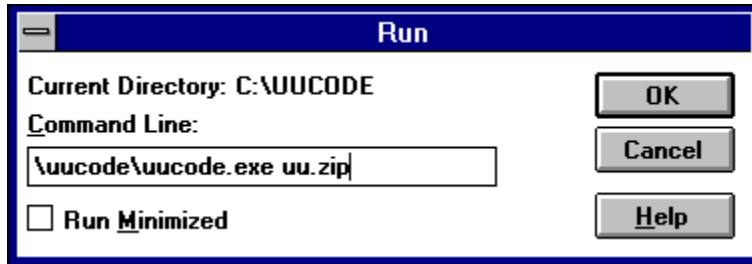 Run
Current Directory: C:\UUCODE
OK
Command Line:
Cancel
\uucode\uucode.exe uu.zip
Run Minimized
Help